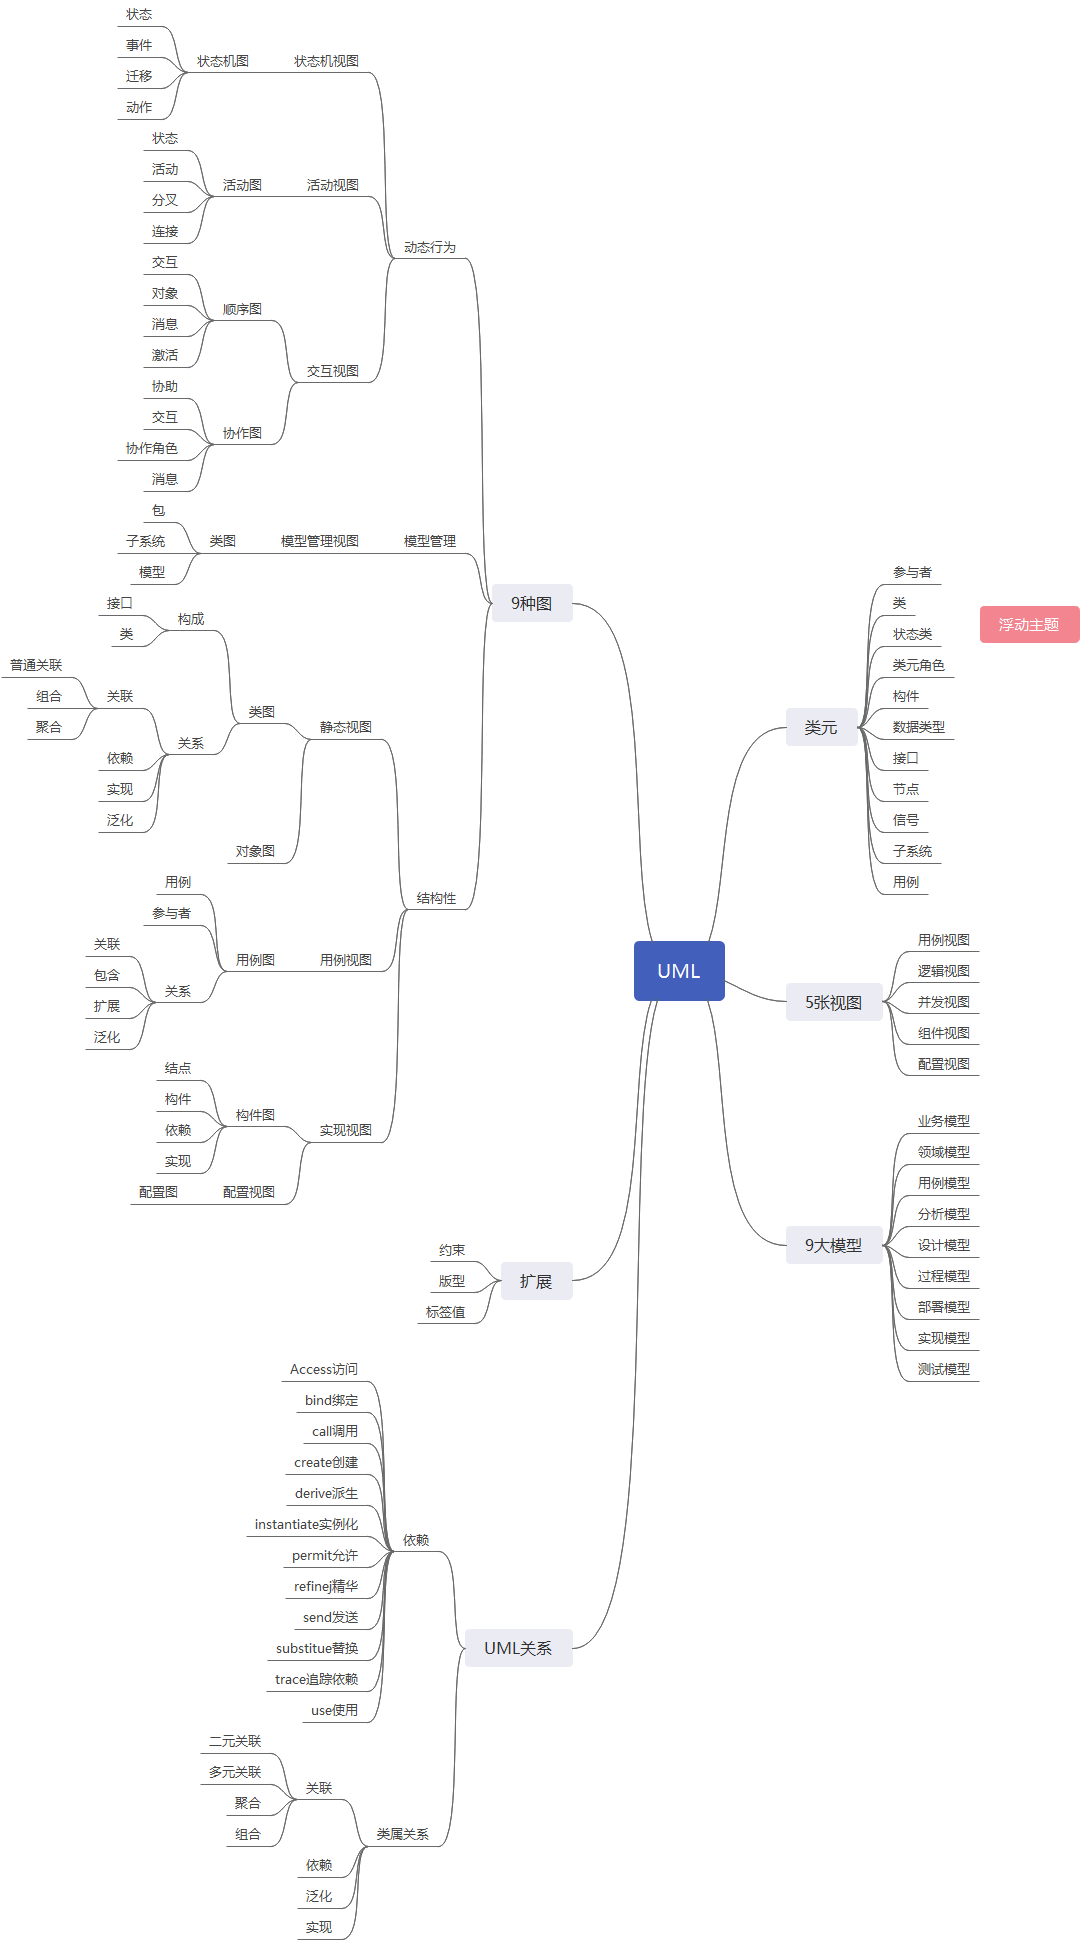 UML
9种图
动态行为
状态机视图
状态机图
状态
事件
迁移
动作
活动视图
活动图
状态
活动
分叉
连接
交互视图
顺序图
交互
对象
消息
激活
协作图
协助
交互
协作角色
消息
模型管理
模型管理视图
类图
包
子系统
模型
结构性
静态视图
类图
构成
接口
类
关系
关联
普通关联
组合
聚合
依赖
实现
泛化
对象图
用例视图
用例图
用例
参与者
关系
关联
包含
扩展
泛化
实现视图
构件图
结点
构件
依赖
实现
配置视图
配置图
扩展
约束
版型
标签值
UML关系
依赖
Access访问
bind绑定
call调用
create创建
derive派生
instantiate实例化
permit允许
refinej精华
send发送
substitue替换
trace追踪依赖
use使用
类属关系
关联
二元关联
多元关联
聚合
组合
依赖
泛化
实现
类元
参与者
类
状态类
类元角色
构件
数据类型
接口
节点
信号
子系统
用例
浮动主题
5张视图
用例视图
逻辑视图
并发视图
组件视图
配置视图
9大模型
业务模型
领域模型
用例模型
分析模型
设计模型
过程模型
部署模型
实现模型
测试模型